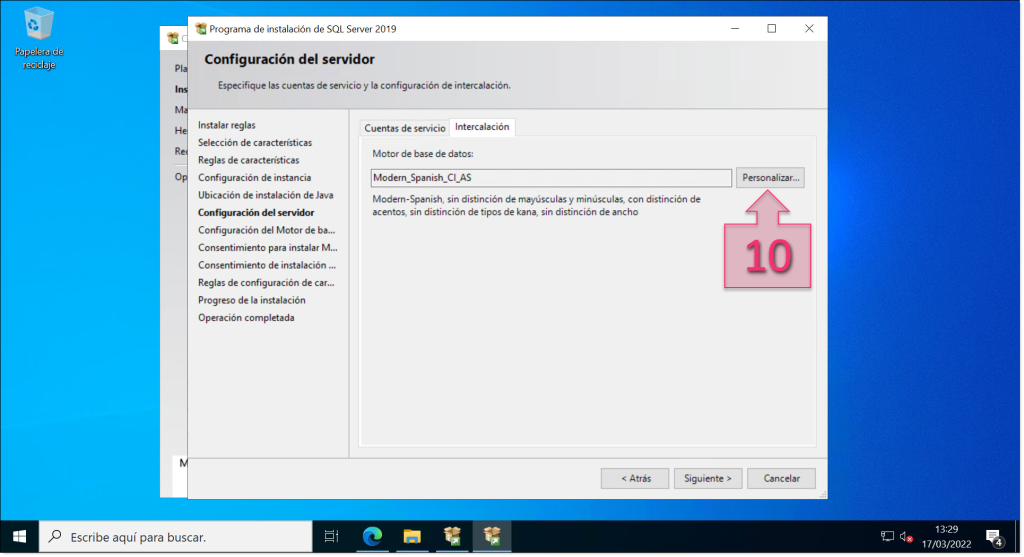 Papelera de
reciclaje
Programa de instalación de SQL Server 2019
Configuración del servidor
Especifique las cuentas de servicio y la configuración de intercalación.
C
Pla
Ins
Ma
He
Rec
Op
M
Instalar reglas
Selección de características
Reglas de características
Configuración de instancia
Ubicación de instalación de Java
Configuración del servidor
Configuración del Motor de ba...
Consentimiento para instalar M...
Consentimiento de instalación ...
Reglas de configuración de car...
Progreso de la instalación
Operación completada
Cuentas de servicio Intercalación
Motor de base de datos:
Modern_Spanish_CI_AS Personalizar...
Modern-Spanish, sin distinción de mayúsculas y minúsculas, con distinción de
acentos, sin distinción de tipos de kana, sin distinción de ancho
10
< Atrás Siguiente > Cancelar
Escribe aquí para buscar.
13:29
17/03/2022
4